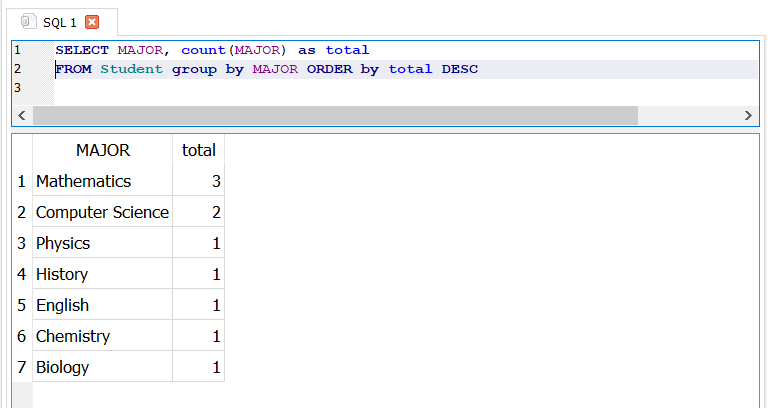 SQL 1
1 SELECT MAJOR, count(MAJOR) as total
2 FROM Student group by MAJOR ORDER by total DESC
3
MAJOR total
1 Mathematics 3
2 Computer Science 2
3 Physics 1
4 History 1
5 English 1
6 Chemistry 1
7 Biology 1